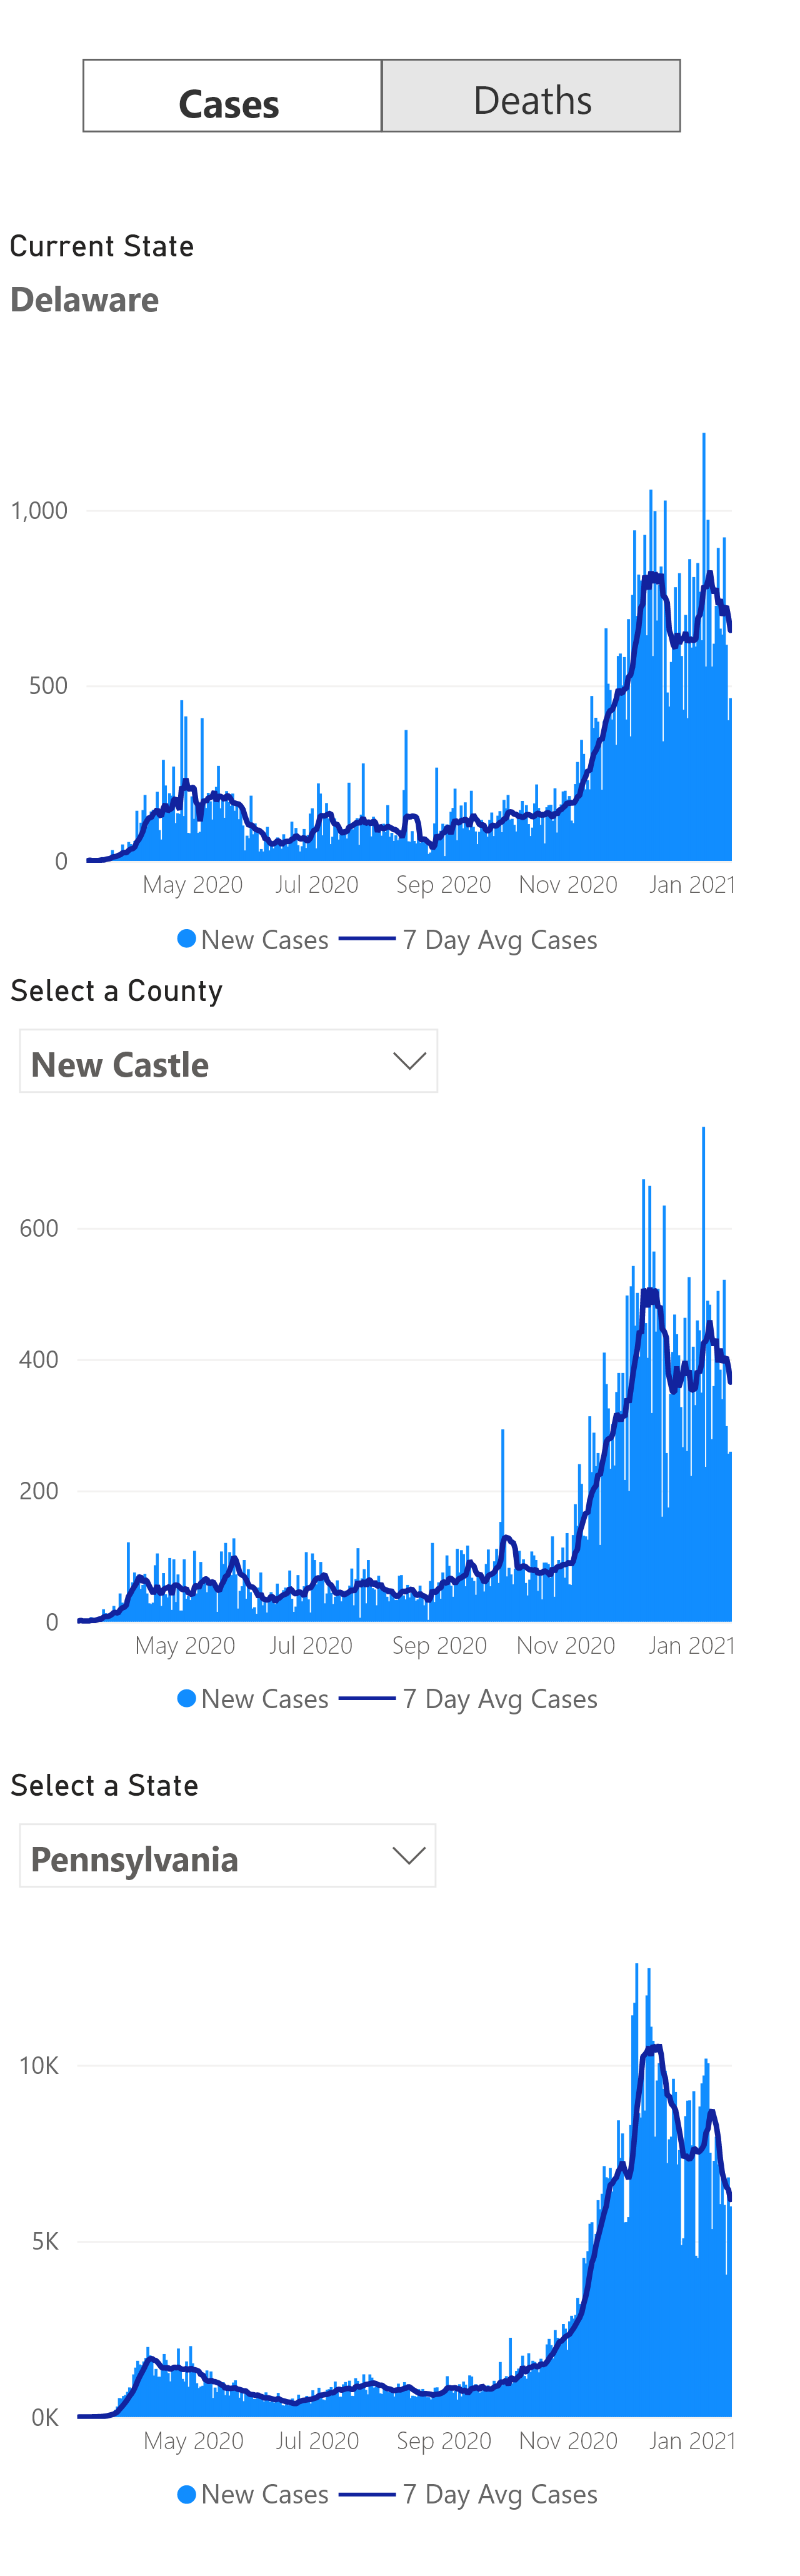 Cases Deaths
Current State
Delaware
1,000
500
0
May 2020 Jul 2020 Sep 2020 Nov 2020 Jan 2021
New Cases 7 Day Avg Cases
Select a County
New Castle
600
400
200
0
May 2020 Jul 2020 Sep 2020 Nov 2020 Jan 2021
New Cases 7 Day Avg Cases
Select a State
Pennsylvania
10K
5K
0K
May 2020 Jul 2020 Sep 2020 Nov 2020 Jan 2021
New Cases 7 Day Avg Cases